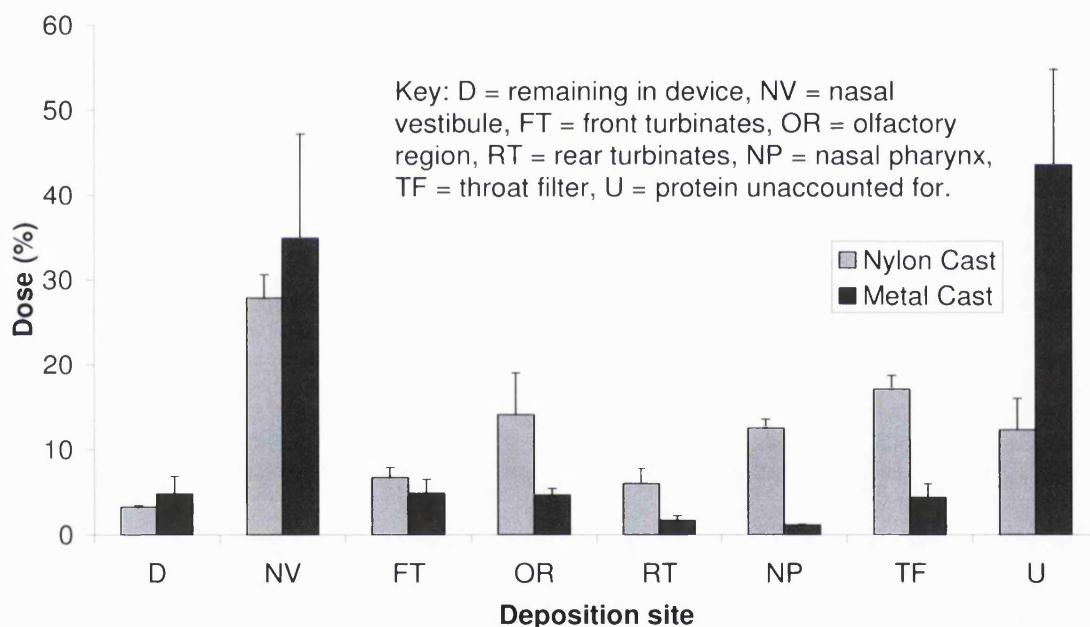 60
50
40
30
20
10
0
Dose (%)
Key: D = remaining in device, NV = nasal
vestibule, FT = front turbinates, OR = olfactory
region, RT = rear turbinates, NP = nasal pharynx,
TF = throat filter, U = protein unaccounted for.
Nylon Cast
Metal Cast
D NV FT OR RT NP TF U
Deposition site